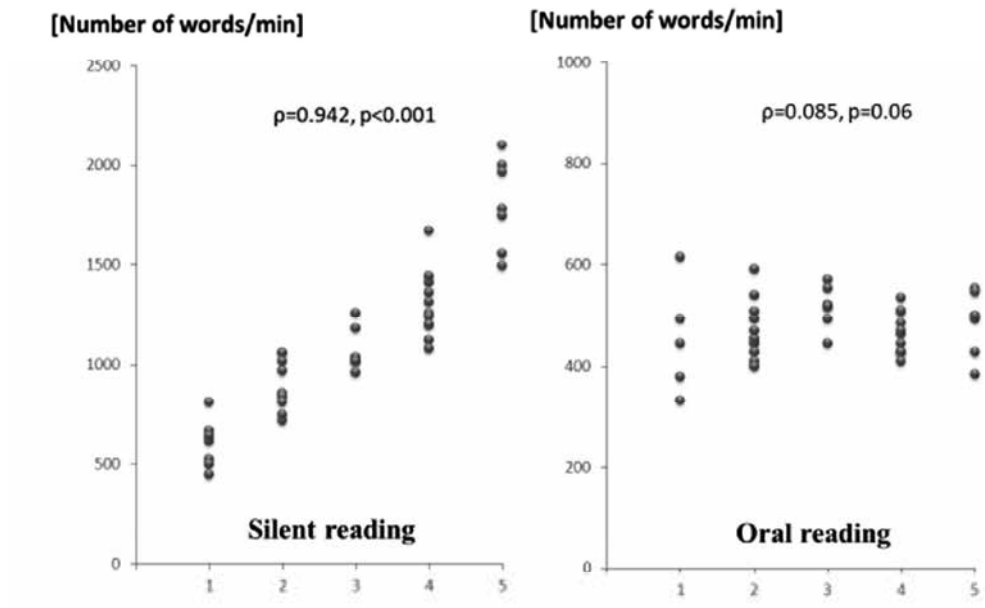 [Number of words/min]
2500
2000
1500
1000
500
0
ρ=0.942, p<0.001
Silent reading
1 2 3 4 5
[Number of words/min]
1000
800
600
400
200
0
ρ=0.085, p=0.06
Oral reading
1 2 3 4 5